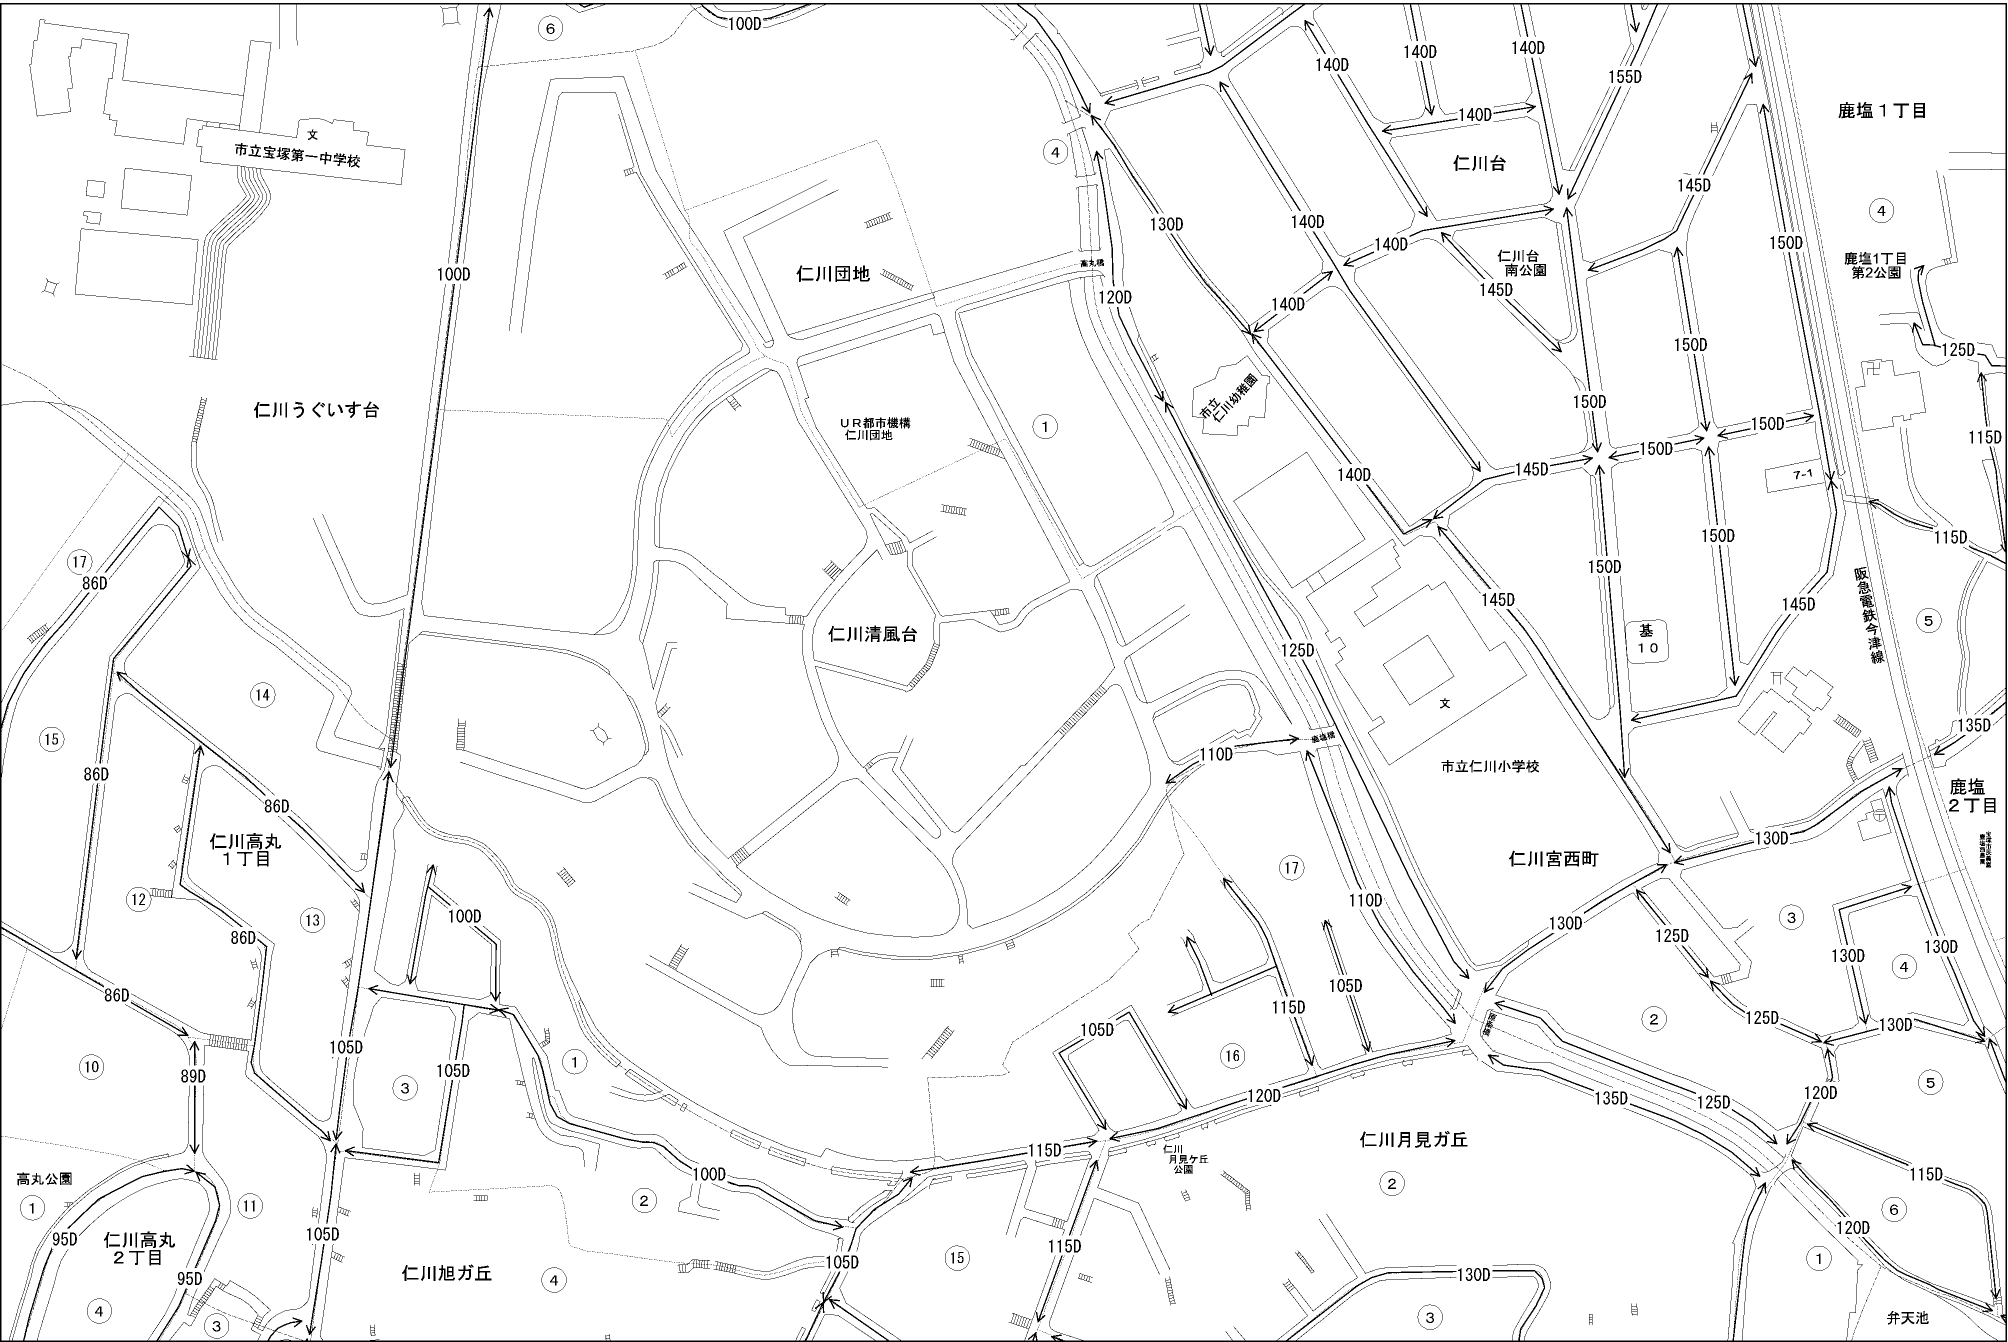 ⑥
100D
140D
140D
140D
155D
文
市立宝塚第一中学校
鹿塩１丁目
④
140D
仁川台
④
145D
130D
140D
140D
150D
仁川台
南公園
鹿塩1丁目
第2公園
高丸橋
100D
仁川団地
120D
140D
145D
150D
125D
仁川うぐいす台
市立
仁川幼稚園
150D
ＵＲ都市機構
仁川団地
①
150D
150D
115D
140D
145D
7-1
150D
115D
⑰
86D
150D
阪急電鉄今津線
145D
145D
仁川清風台
基
１０
⑤
125D
⑭
⑮
135D
鹿塩橋
110D
市立仁川小学校
文
86D
86D
鹿塩
２丁目
仁川高丸
１丁目
130D
仁川宮西町
⑰
⑫
110D
⑬
100D
③
86D
130D
125D
130D
130D
④
86D
105D
115D
②
125D
130D
105D
105D
⑯
①
⑩
89D
105D
③
120D
135D
125D
120D
⑤
仁川月見ガ丘
115D
仁川
月見ケ丘
公園
100D
115D
高丸公園
①
⑪
②
②
⑥
120D
95D
仁川高丸
２丁目
105D
115D
95D
仁川旭ガ丘
④
105D
⑮
130D
①
④
③
③
弁天池